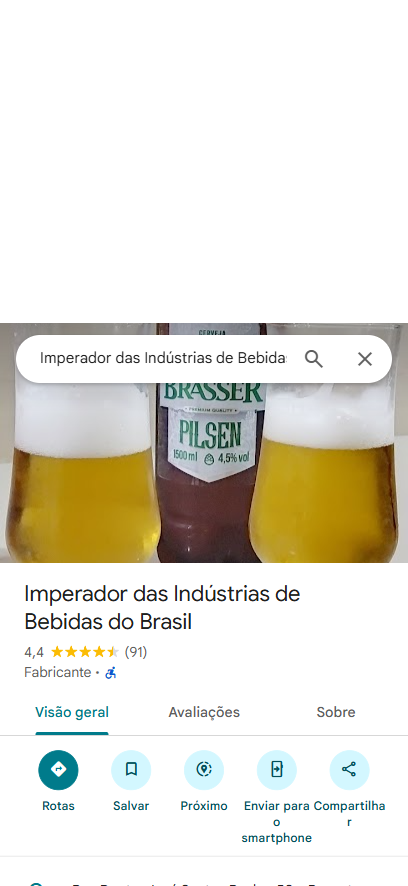 CERVEJA
Imperador das Indústrias de Bebida
BRASSER
PREMIUM QUALITY
PILSEN
1500 ml 4,5% vol
Imperador das Indústrias de
Bebidas do Brasil
4,4 (91)
Fabricante •
Visão geral Avaliações Sobre
Rotas Salvar Próximo Enviar para Compartilha
o r
smartphone